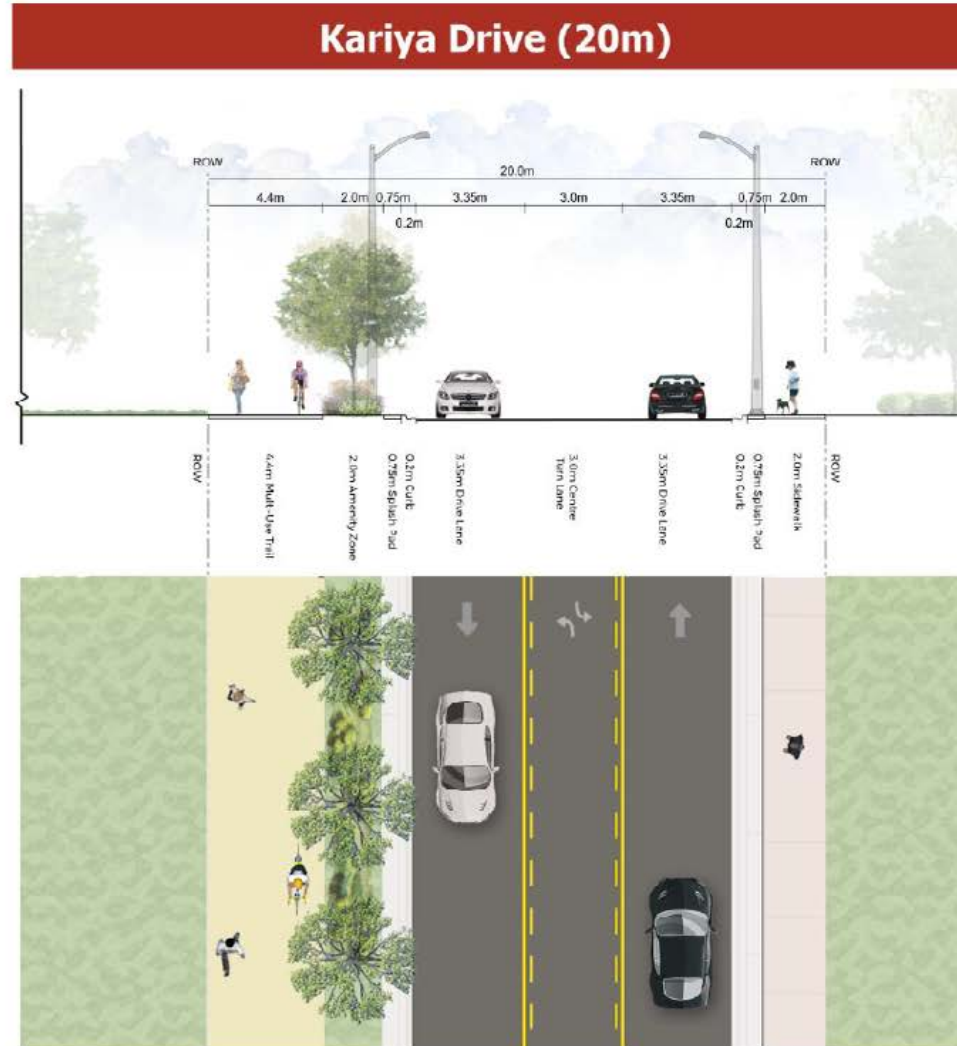 Kariya Drive (20m)
ROW
ROW
20.0m
4.4m 2.0m 0.75m 3.35m 3.0m 3.35m 0.75m 2.0m
0.2m 0.2m
ROW
4.4m Mult-Use Trail
2.0m Amenity Zone
0.75m Splash Pad
0.2m Curb
3.35m Drive Lane
3.0m Centre
Turn Lane
3.35m Drive Lane
0.2m Curb
0.75m Splash Pad
2.0m Sidewalk
ROW